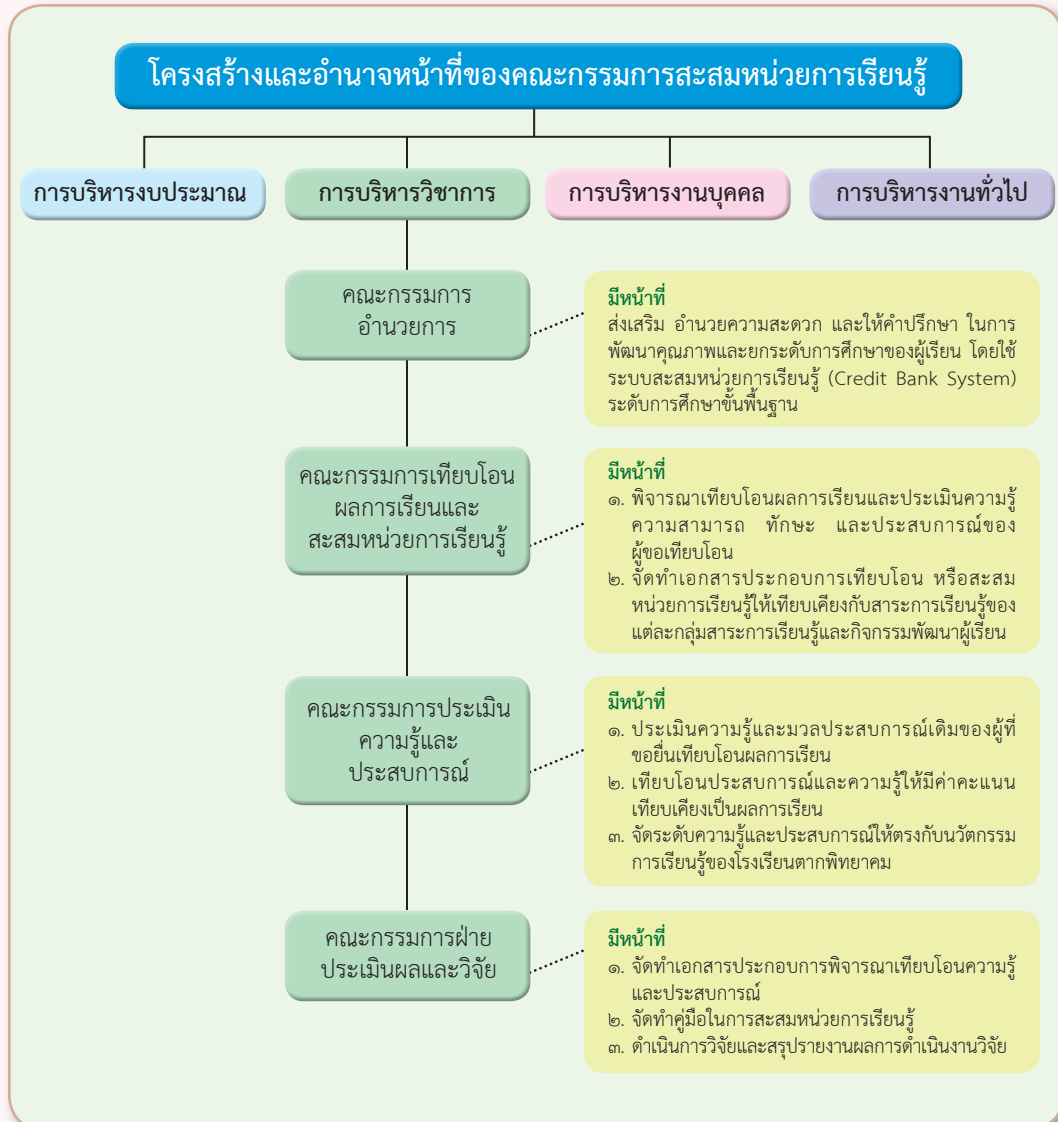 โครงสร้างและอำนาจหน้าที่ของคณะกรรมการสะสมหน่วยการเรียนรู้
การบริหารงบประมาณ
การบริหารวิชาการ
การบริหารงานบุคคล
การบริหารงานทั่วไป
คณะกรรมการ
อำนวยการ
มีหน้าที่
ส่งเสริม อำนวยความสะดวก และให้คำปรึกษา ในการ
พัฒนาคุณภาพและยกระดับการศึกษาของผู้เรียน โดยใช้
ระบบสะสมหน่วยการเรียนรู้ (Credit Bank System)
ระดับการศึกษาขั้นพื้นฐาน
คณะกรรมการเทียบโอน
ผลการเรียนและ
สะสมหน่วยการเรียนรู้
มีหน้าที่
๑. พิจารณาเทียบโอนผลการเรียนและประเมินความรู้
ความสามารถ ทักษะ และประสบการณ์ของ
ผู้ขอเทียบโอน
๒. จัดทำเอกสารประกอบการเทียบโอน หรือสะสม
หน่วยการเรียนรู้ให้เทียบเคียงกับสาระการเรียนรู้ของ
แต่ละกลุ่มสาระการเรียนรู้และกิจกรรมพัฒนาผู้เรียน
คณะกรรมการประเมิน
ความรู้และ
ประสบการณ์
มีหน้าที่
๑. ประเมินความรู้และมวลประสบการณ์เดิมของผู้ที่
ขอยื่นเทียบโอนผลการเรียน
๒. เทียบโอนประสบการณ์และความรู้ให้มีค่าคะแนน
เทียบเคียงเป็นผลการเรียน
๓. จัดระดับความรู้และประสบการณ์ให้ตรงกับนวัตกรรม
การเรียนรู้ของโรงเรียนตากพิทยาคม
คณะกรรมการฝ่าย
ประเมินผลและวิจัย
มีหน้าที่
๑. จัดทำเอกสารประกอบการพิจารณาเทียบโอนความรู้
และประสบการณ์
๒. จัดทำคู่มือในการสะสมหน่วยการเรียนรู้
๓. ดำเนินการวิจัยและสรุปรายงานผลการดำเนินงานวิจัย